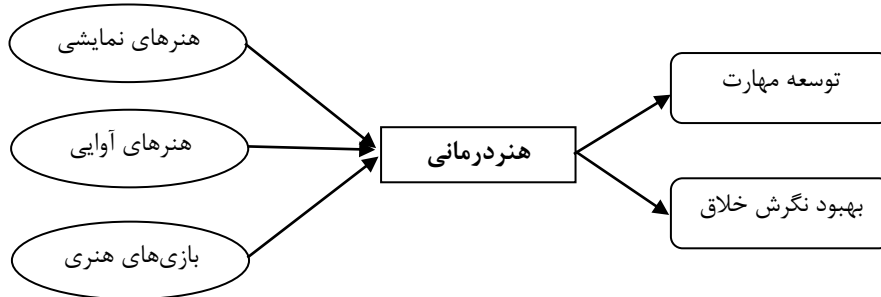 هنرهای نمایشی
هنرهای آوایی
بازی‌های هنری
هنردرمانی
توسعه مهارت
بهبود نگرش خلاق